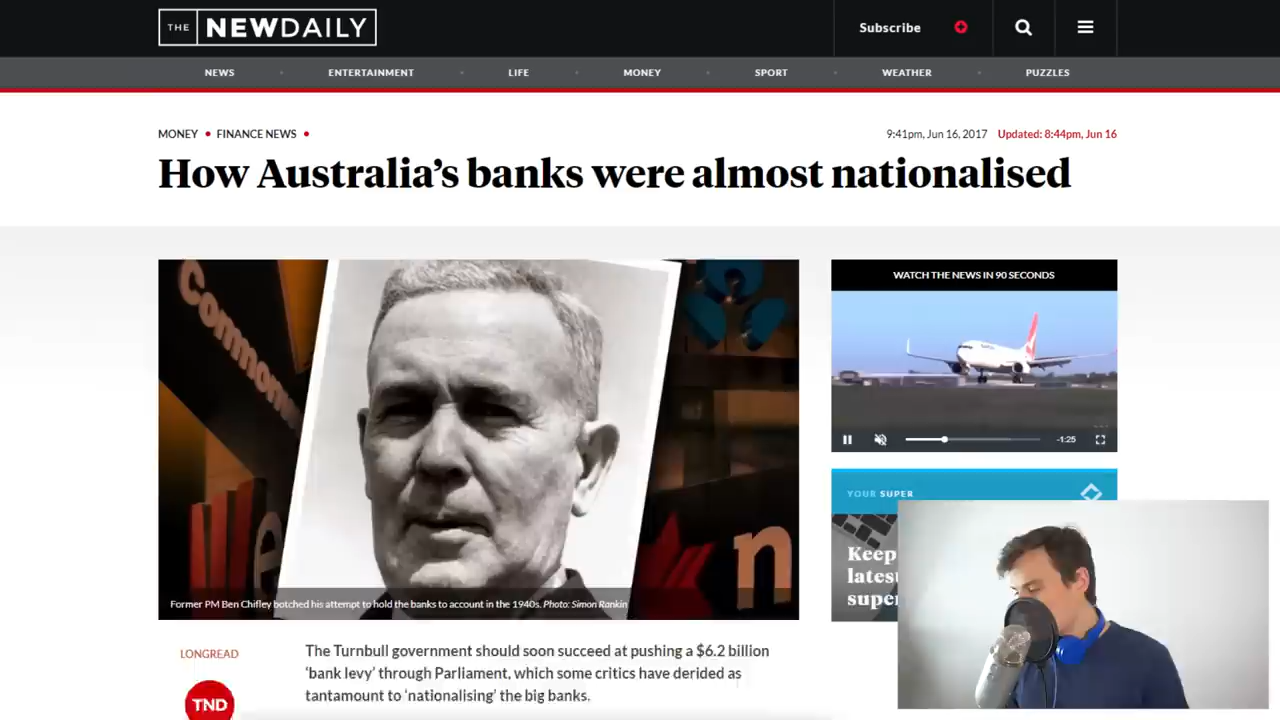 THE NEWDAILY
Subscribe
NEWS ENTERTAINMENT LIFE MONEY SPORT WEATHER PUZZLES
MONEY • FINANCE NEWS •
9:41pm, Jun 16, 2017 Updated: 8:44pm, Jun 16
How Australia's banks were almost nationalised
Common
We
n
Former PM Ben Chifley botched his attempt to hold the banks to account in the 1940s. Photo: Simon Rankin
WATCH THE NEWS IN 90 SECONDS
-1:25
YOUR SUPER
Keep
super
LONGREAD
TND
The Turnbull government should soon succeed at pushing a $6.2 billion
'bank levy' through Parliament, which some critics have derided as
tantamount to 'nationalising' the big banks.